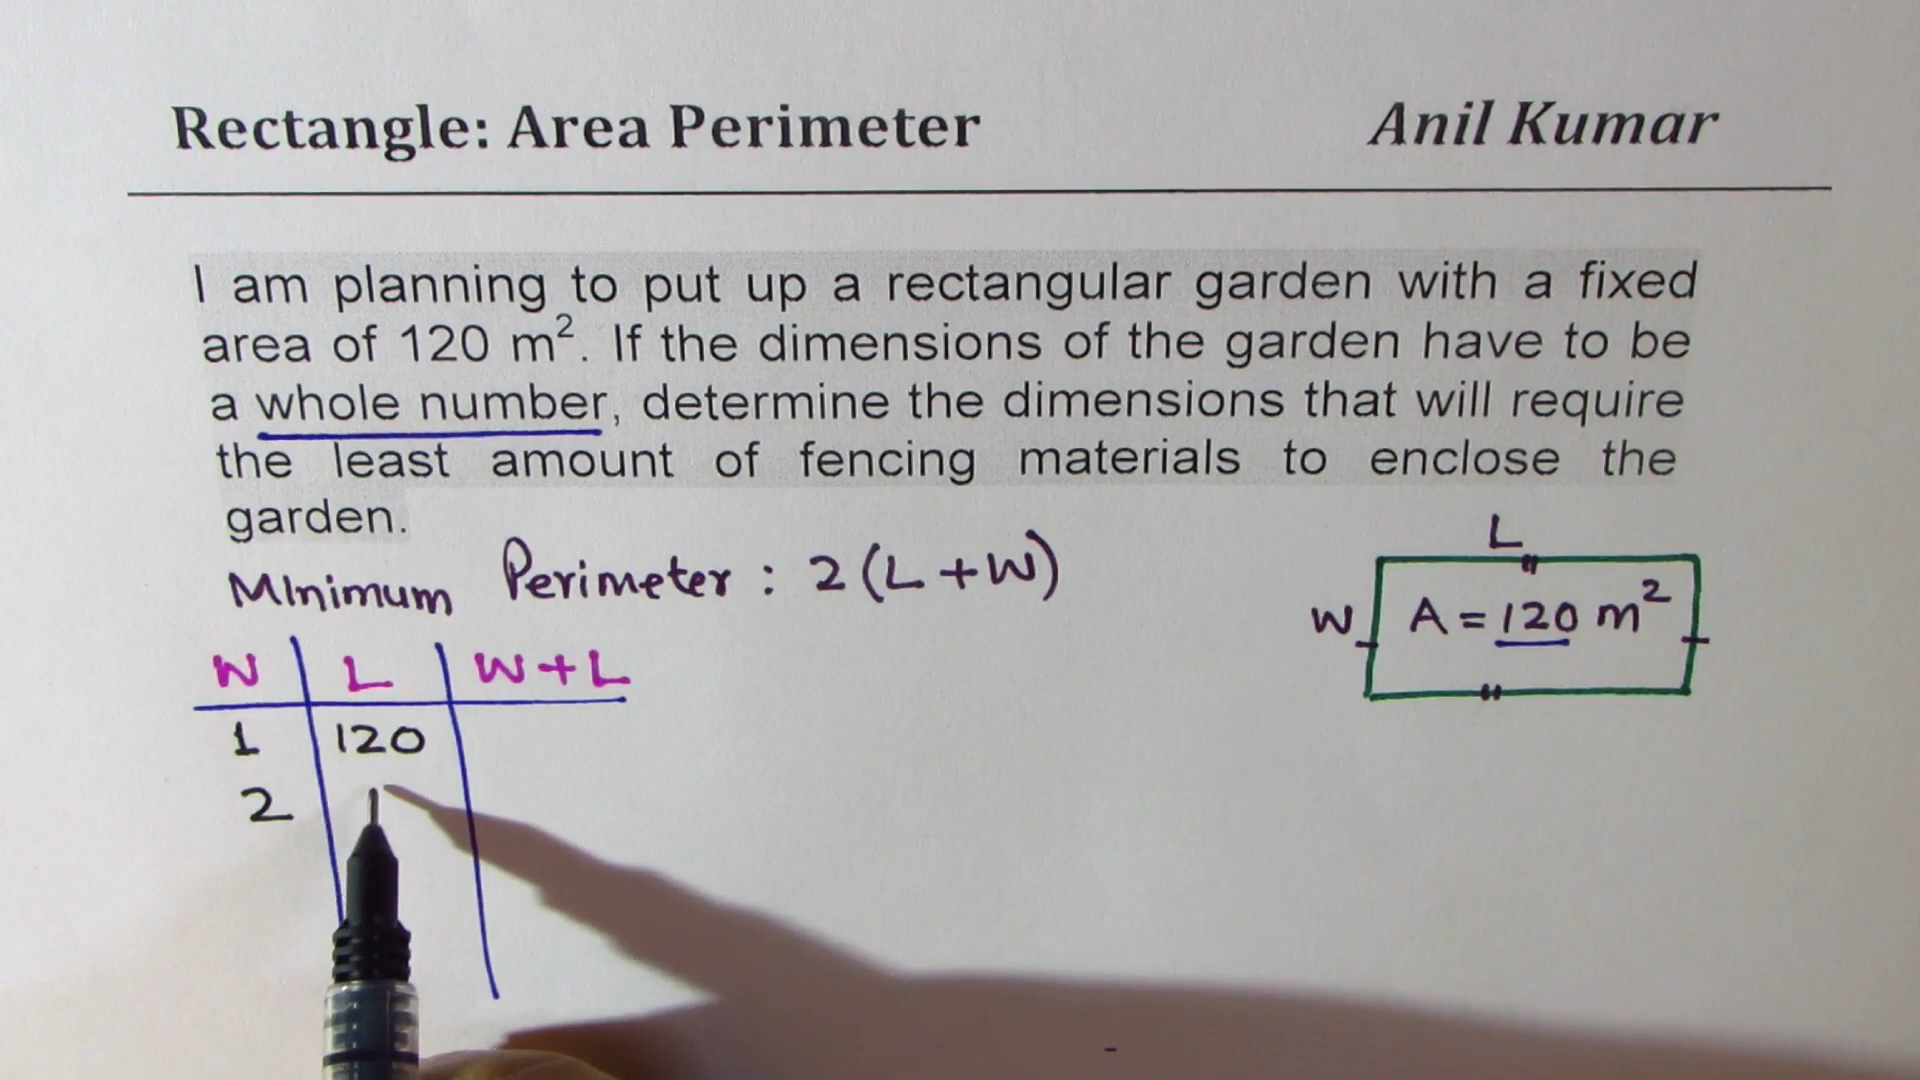 Rectangle: Area Perimeter Anil Kumar
I am planning to put up a rectangular garden with a fixed
area of 120 m². If the dimensions of the garden have to be
a whole number, determine the dimensions that will require
the least amount of fencing materials to enclose the
garden.
Minimum Perimeter : 2(L+W)
L
W A = 120 m²
W L W+L
1 120
2